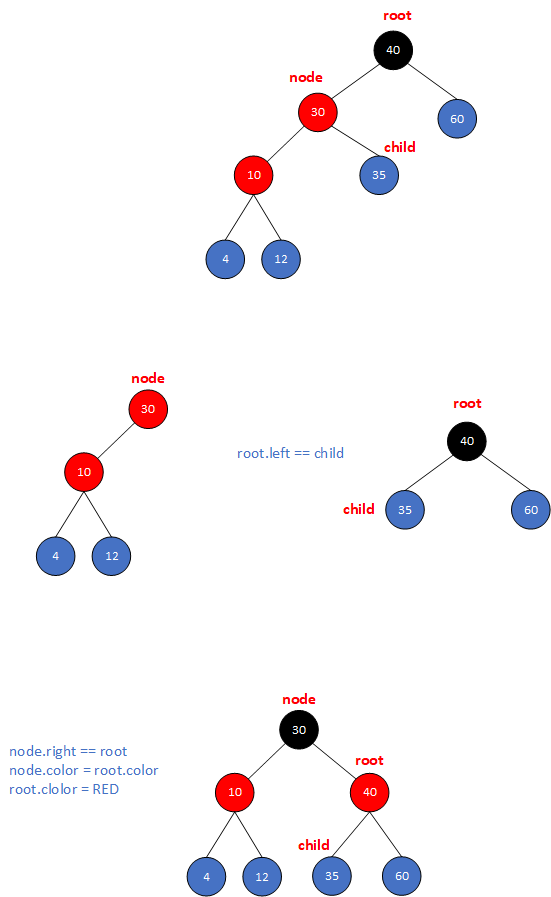 root
40
node
30
60
child
10
35
4
12
node
30
root
40
root.left == child
10
child
35
60
4
12
node
30
node.right == root
node.color = root.color
root.clolor = RED
root
10
40
child
4
12
35
60